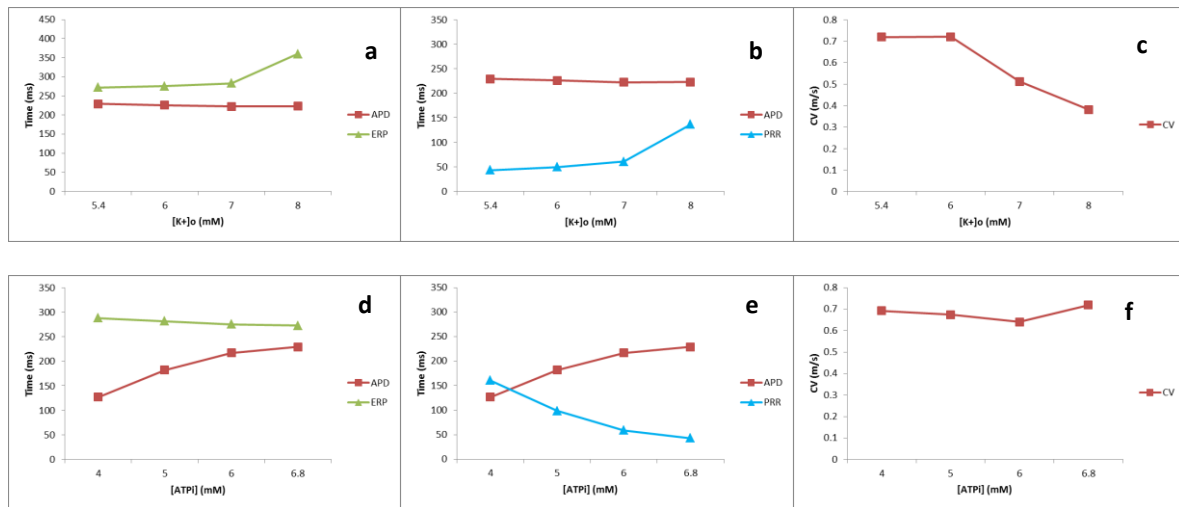 a
450
400
350
300
250
200
150
100
50
0
Time (ms)
5.4 6 7 8
[K+]o (mM)
APD
ERP
b
350
300
250
200
150
100
50
0
Time (ms)
5.4 6 7 8
[K+]o (mM)
APD
PRR
c
0.8
0.7
0.6
0.5
0.4
0.3
0.2
0.1
0
CV (m/s)
5.4 6 7 8
[K+]o (mM)
CV
d
350
300
250
200
150
100
50
0
Time (ms)
4 5 6 6.8
[ATPi] (mM)
APD
ERP
e
350
300
250
200
150
100
50
0
Time (ms)
4 5 6 6.8
[ATPi] (mM)
APD
PRR
f
0.8
0.7
0.6
0.5
0.4
0.3
0.2
0.1
0
CV (m/s)
4 5 6 6.8
[ATPi] (mM)
CV